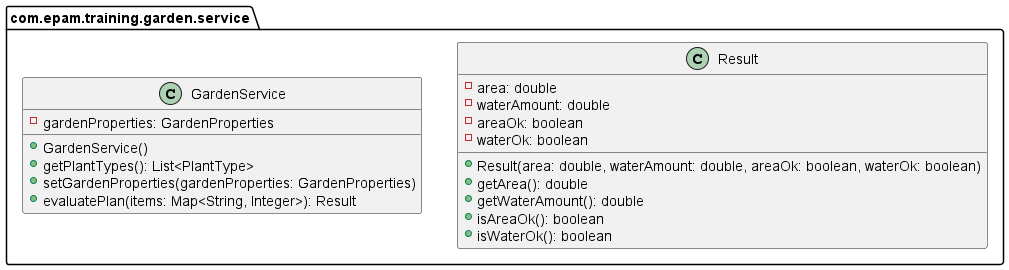 com.epam.training.garden.service
C GardenService
gardenProperties: GardenProperties
GardenService()
getPlantTypes(): List<PlantType>
setGardenProperties(gardenProperties: GardenProperties)
evaluatePlan(items: Map<String, Integer>): Result
C Result
area: double
waterAmount: double
areaOk: boolean
waterOk: boolean
Result(area: double, waterAmount: double, areaOk: boolean, waterOk: boolean)
getArea(): double
getWaterAmount(): double
isAreaOk(): boolean
isWaterOk(): boolean